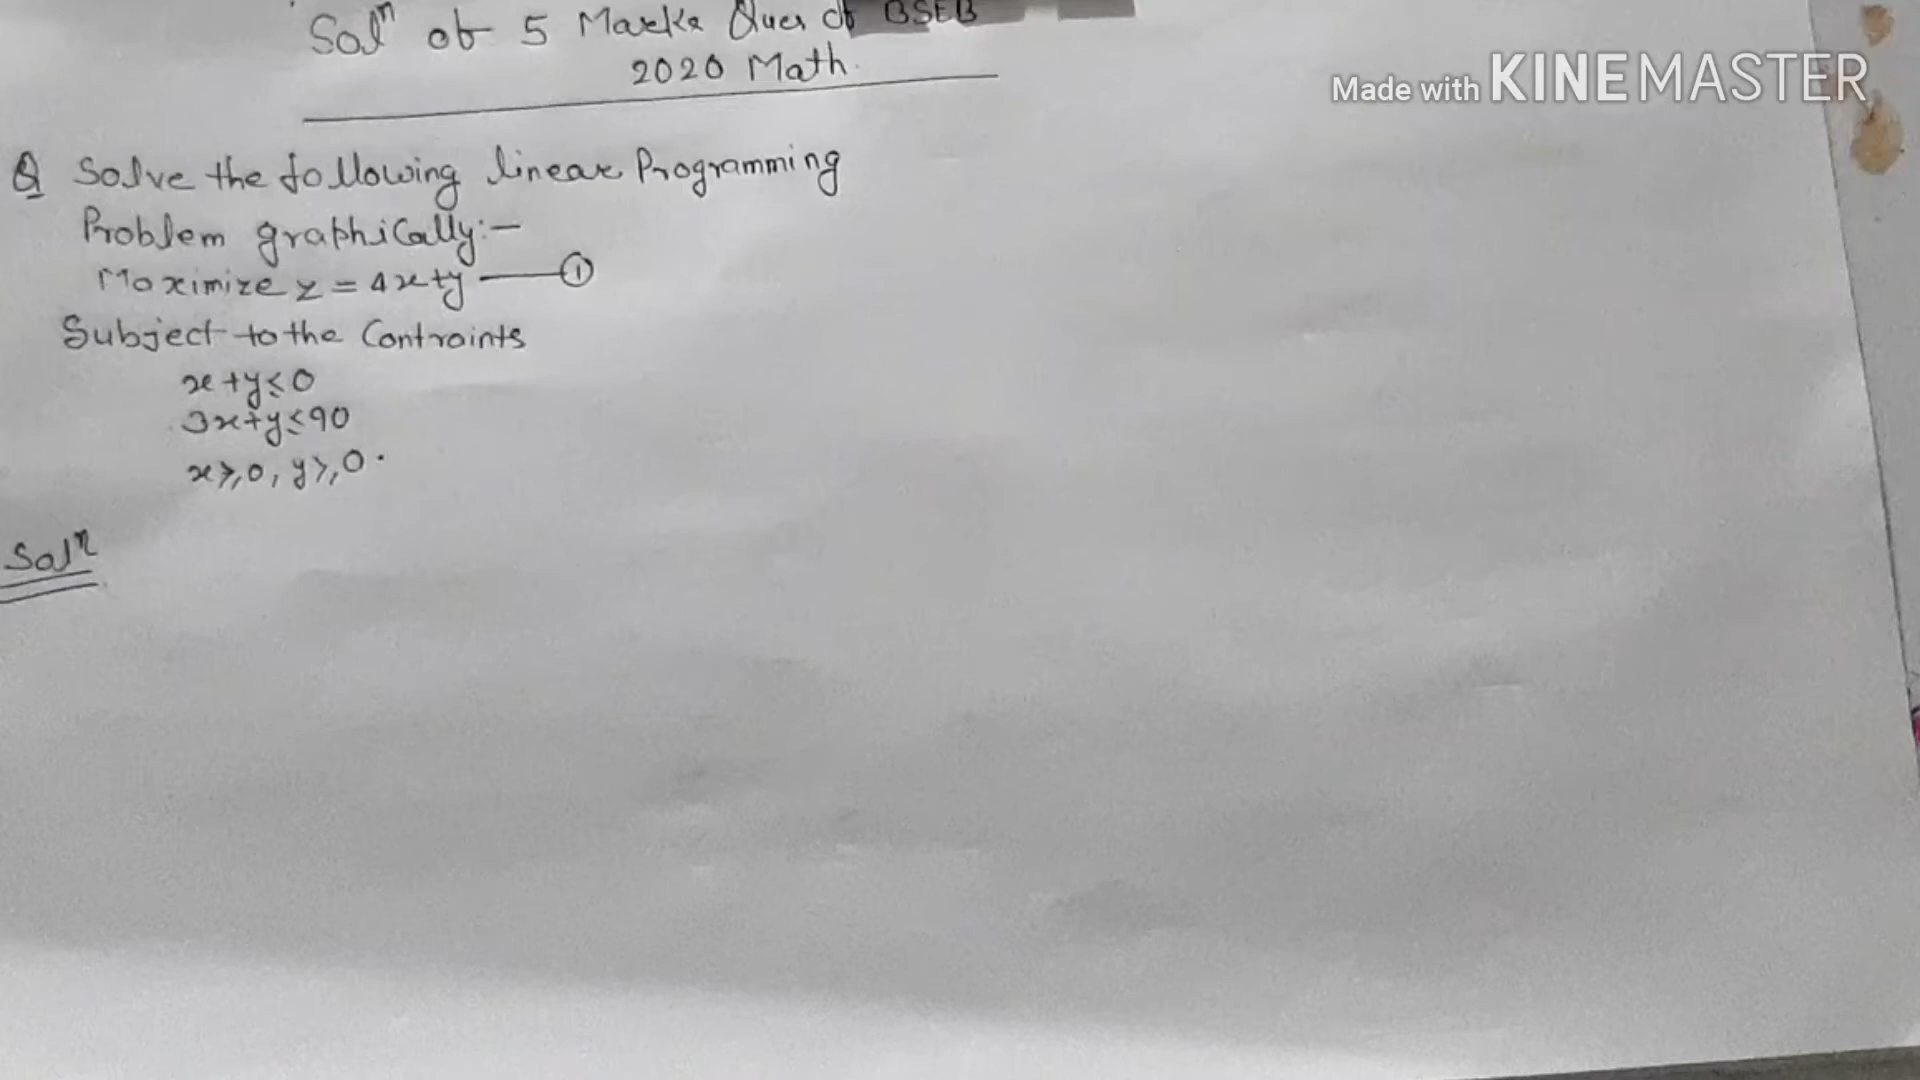 Solⁿ of 5 Marks Ques of BSEB
2020 Math.
Made with KINEMASTER
Q Solve the following linear Programming
Problem graphically:-
Maximize z = 4x+y —— ①
Subject to the Contraints
x+y≤0
3x+y≤90
x≥0, y≥0.
Solⁿ